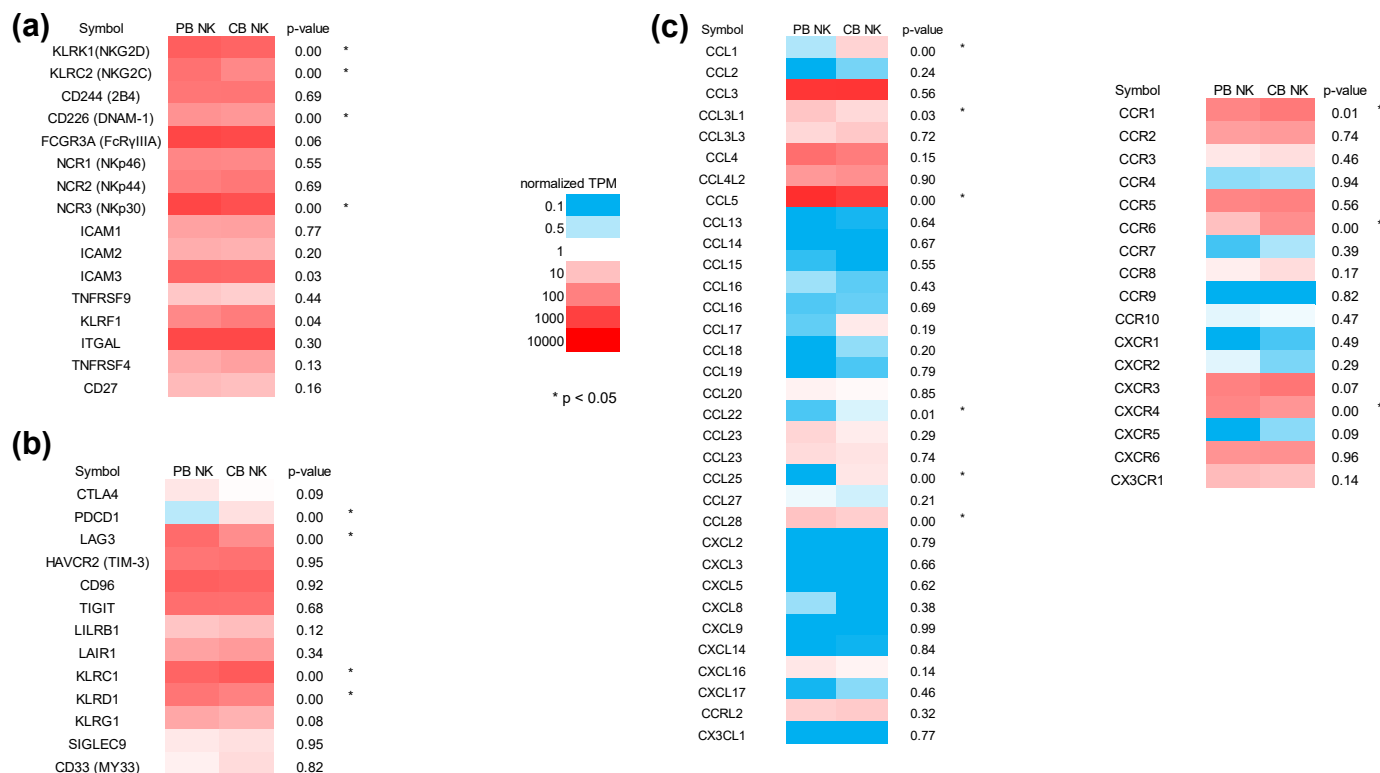 (a)
Symbol PB NK CB NK p-value
KLRK1(NKG2D) 0.00 *
KLRC2 (NKG2C) 0.00 *
CD244 (2B4) 0.69
CD226 (DNAM-1) 0.00 *
FCGR3A (FcRγIIIA) 0.06
NCR1 (NKp46) 0.55
NCR2 (NKp44) 0.69
NCR3 (NKp30) 0.00 *
ICAM1 0.77
ICAM2 0.20
ICAM3 0.03
TNFRSF9 0.44
KLRF1 0.04
ITGAL 0.30
TNFRSF4 0.13
CD27 0.16
normalized TPM
0.1
0.5
1
10
100
1000
10000
* p < 0.05
(b)
Symbol PB NK CB NK p-value
CTLA4 0.09
PDCD1 0.00 *
LAG3 0.00 *
HAVCR2 (TIM-3) 0.95
CD96 0.92
TIGIT 0.68
LILRB1 0.12
LAIR1 0.34
KLRC1 0.00 *
KLRD1 0.00 *
KLRG1 0.08
SIGLEC9 0.95
CD33 (MY33) 0.82
(c)
Symbol PB NK CB NK p-value
CCL1 0.00 *
CCL2 0.24
CCL3 0.56
CCL3L1 0.03 *
CCL3L3 0.72
CCL4 0.15
CCL4L2 0.90
CCL5 0.00 *
CCL13 0.64
CCL14 0.67
CCL15 0.55
CCL16 0.43
CCL16 0.69
CCL17 0.19
CCL18 0.20
CCL19 0.79
CCL20 0.85
CCL22 0.01 *
CCL23 0.29
CCL23 0.74
CCL25 0.00 *
CCL27 0.21
CCL28 0.00 *
CXCL2 0.79
CXCL3 0.66
CXCL5 0.62
CXCL8 0.38
CXCL9 0.99
CXCL14 0.84
CXCL16 0.14
CXCL17 0.46
CCRL2 0.32
CX3CL1 0.77
Symbol PB NK CB NK p-value
CCR1 0.01 *
CCR2 0.74
CCR3 0.46
CCR4 0.94
CCR5 0.56
CCR6 0.00 *
CCR7 0.39
CCR8 0.17
CCR9 0.82
CCR10 0.47
CXCR1 0.49
CXCR2 0.29
CXCR3 0.07
CXCR4 0.00 *
CXCR5 0.09
CXCR6 0.96
CX3CR1 0.14